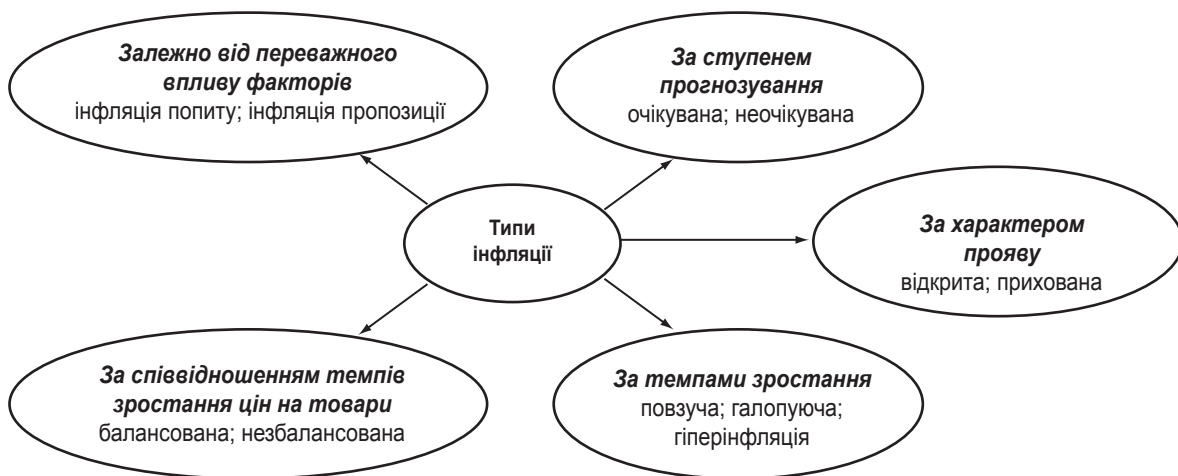 Залежно від переважного
впливу факторів
інфляція попиту; інфляція пропозиції
За ступенем
прогнозування
очікувана; неочікувана
Типи
інфляції
За характером
прояву
відкрита; прихована
За співвідношенням темпів
зростання цін на товари
балансована; незбалансована
За темпами зростання
повзуча; галопуюча;
гіперінфляція